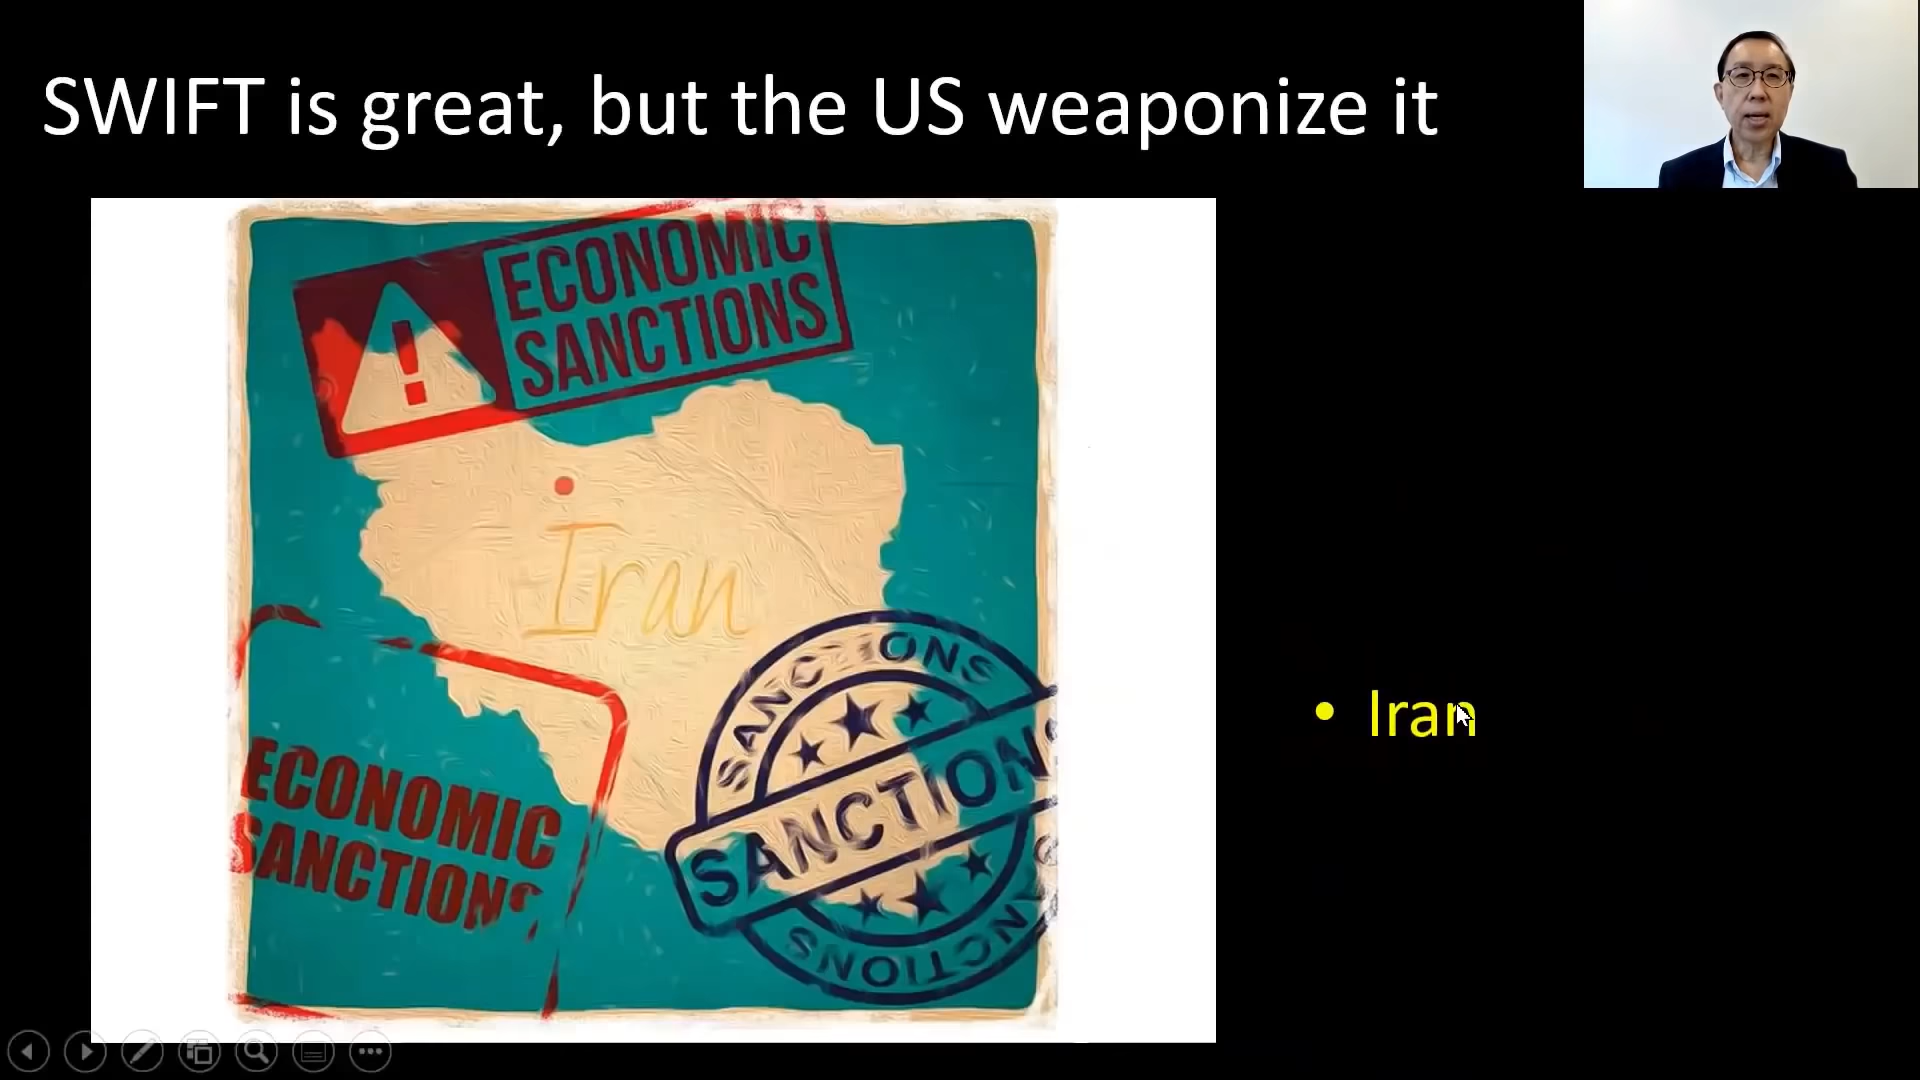 SWIFT is great, but the US weaponize it
ECONOMIC
SANCTIONS
Iran
SANCTIONS
SANCTIONS
SANCTIONS
ECONOMIC
SANCTIONS
• Iran